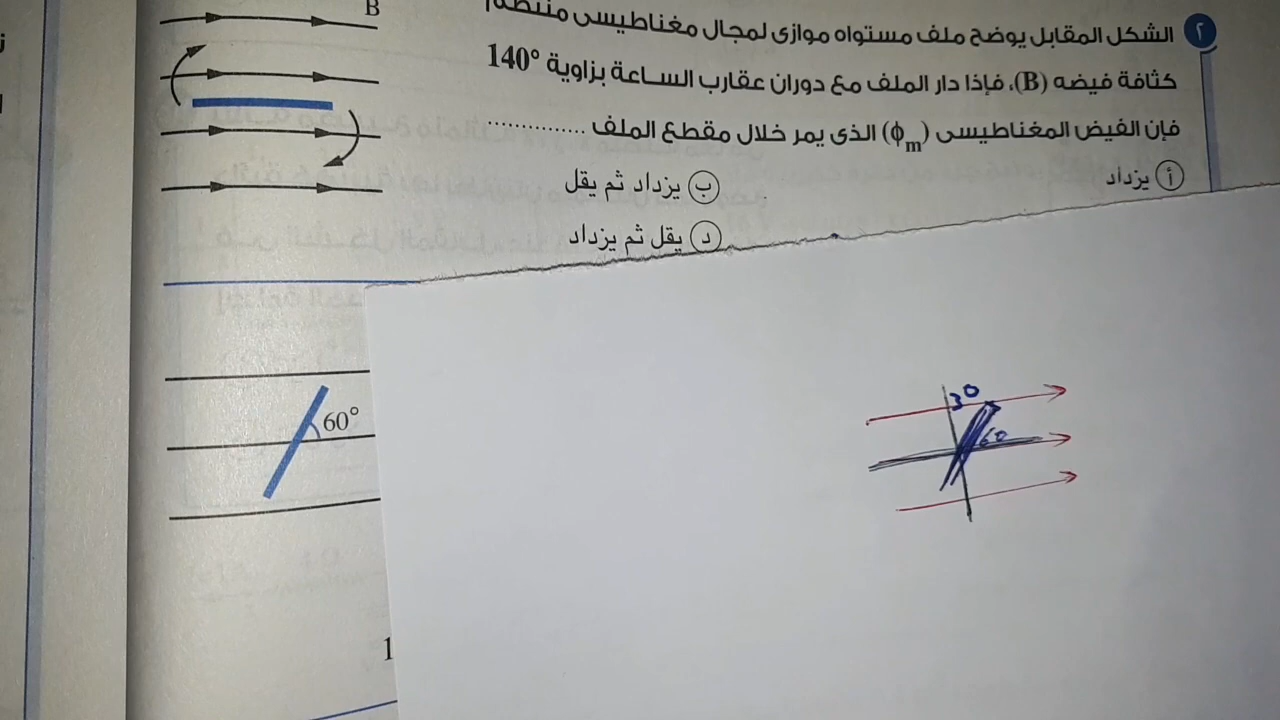 B
٢ الشكل المقابل يوضح ملف مستواه موازى لمجال مغناطيسى منتظم
كثافة فيضه (B)، فإذا دار الملف مع دوران عقارب الساعة بزاوية 140°
فإن الفيض المغناطيسى (ϕm) الذى يمر خلال مقطع الملف ...............
أ يزداد
ب يزداد ثم يقل
د يقل ثم يزداد
60°
30
60
1